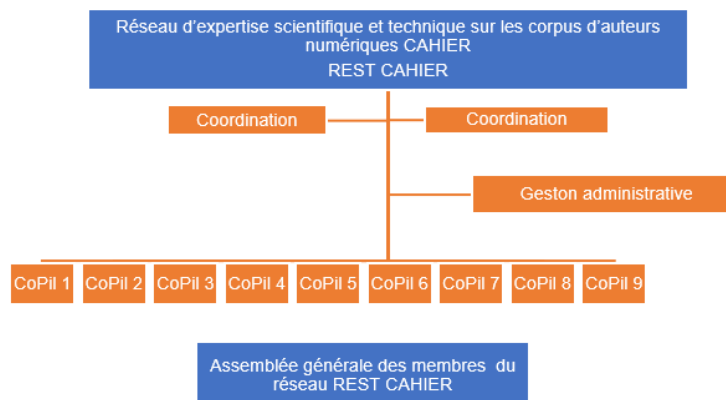 Réseau d'expertise scientifique et technique sur les corpus d'auteurs
numériques CAHIER
REST CAHIER
Coordination
Coordination
Geston administrative
CoPil 1
CoPil 2
CoPil 3
CoPil 4
CoPil 5
CoPil 6
CoPil 7
CoPil 8
CoPil 9
Assemblée générale des membres du
réseau REST CAHIER